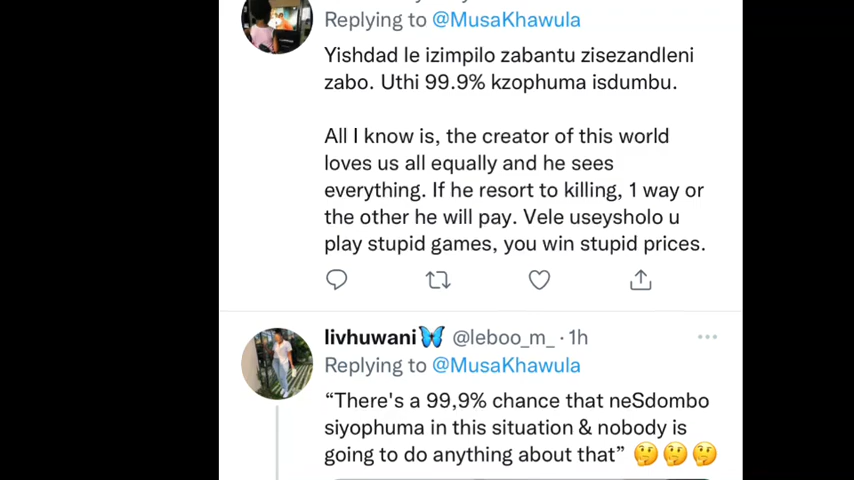 Replying to @MusaKhawula
Yishdad le izimpilo zabantu zisezandleni
zabo. Uthi 99.9% kzophuma isdumbu.
All I know is, the creator of this world
loves us all equally and he sees
everything. If he resort to killing, 1 way or
the other he will pay. Vele useysholo u
play stupid games, you win stupid prices.
livhuwani🦋 @leboo_m_ · 1h
Replying to @MusaKhawula
“There's a 99,9% chance that neSdombo
siyophuma in this situation & nobody is
going to do anything about that” 🤔🤔🤔